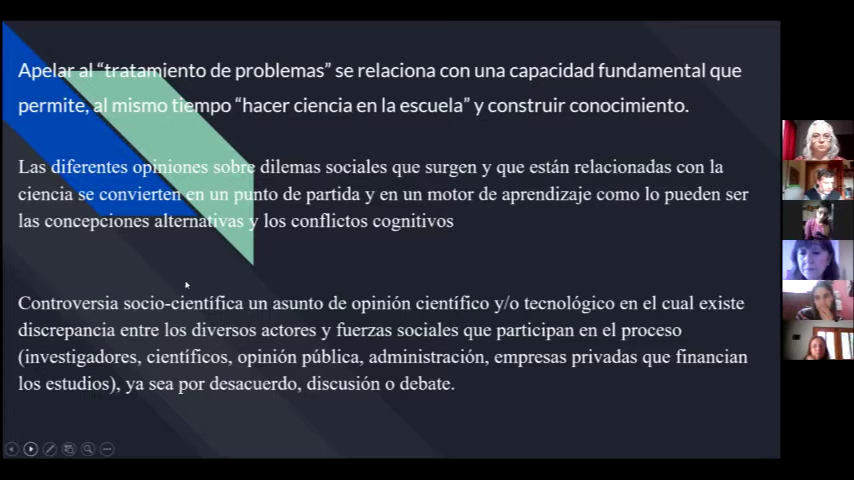 Apelar al “tratamiento de problemas” se relaciona con una capacidad fundamental que
permite, al mismo tiempo “hacer ciencia en la escuela” y construir conocimiento.
Las diferentes opiniones sobre dilemas sociales que surgen y que están relacionadas con la
ciencia se convierten en un punto de partida y en un motor de aprendizaje como lo pueden ser
las concepciones alternativas y los conflictos cognitivos
Controversia socio-científica un asunto de opinión científico y/o tecnológico en el cual existe
discrepancia entre los diversos actores y fuerzas sociales que participan en el proceso
(investigadores, científicos, opinión pública, administración, empresas privadas que financian
los estudios), ya sea por desacuerdo, discusión o debate.